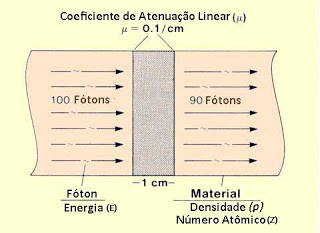 Coeficiente de Atenuação Linear (μ)
μ = 0.1/cm
100 Fótons
90 Fótons
1 cm
Fóton
Energia (E)
Material
Densidade (ρ)
Número Atômico (Z)